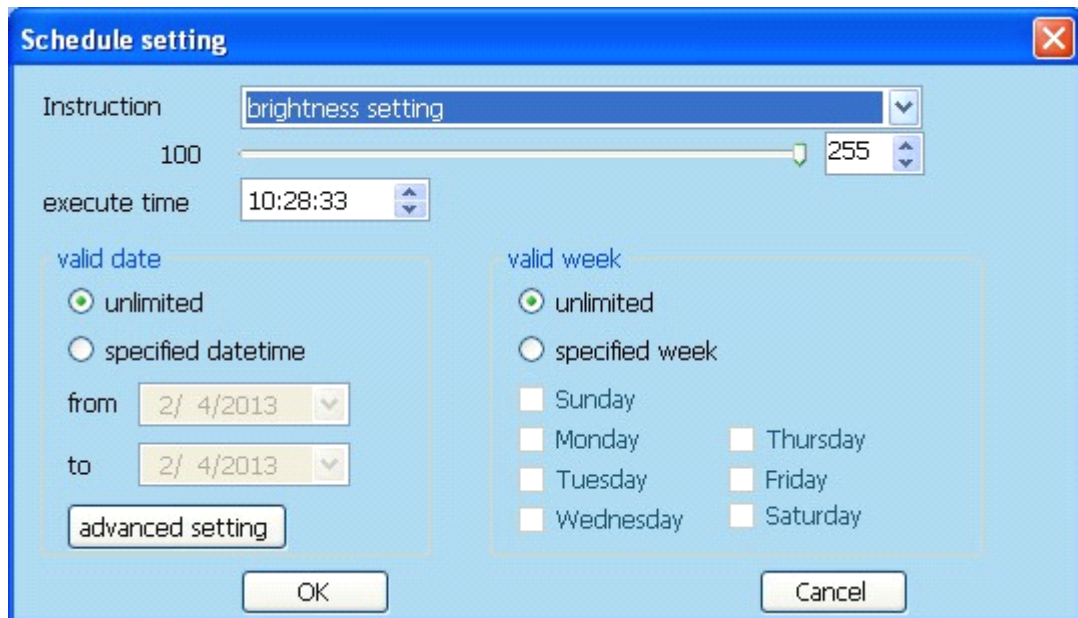 Schedule setting
Instruction brightness setting
100 255
execute time 10:28:33
valid date
unlimited
specified datetime
from 2/ 4/2013
to 2/ 4/2013
advanced setting
valid week
unlimited
specified week
Sunday
Monday Thursday
Tuesday Friday
Wednesday Saturday
OK Cancel